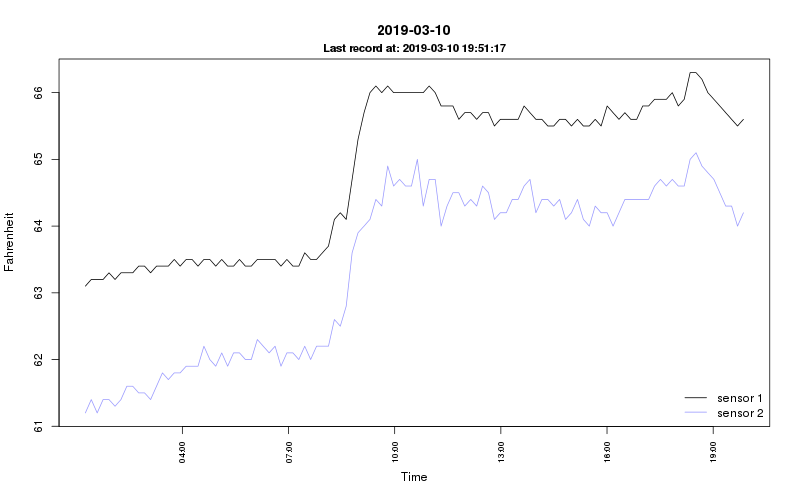 2019-03-10
Last record at: 2019-03-10 19:51:17
Fahrenheit
66
65
64
63
62
61
04:00
07:00
10:00
13:00
16:00
19:00
Time
sensor 1
sensor 2